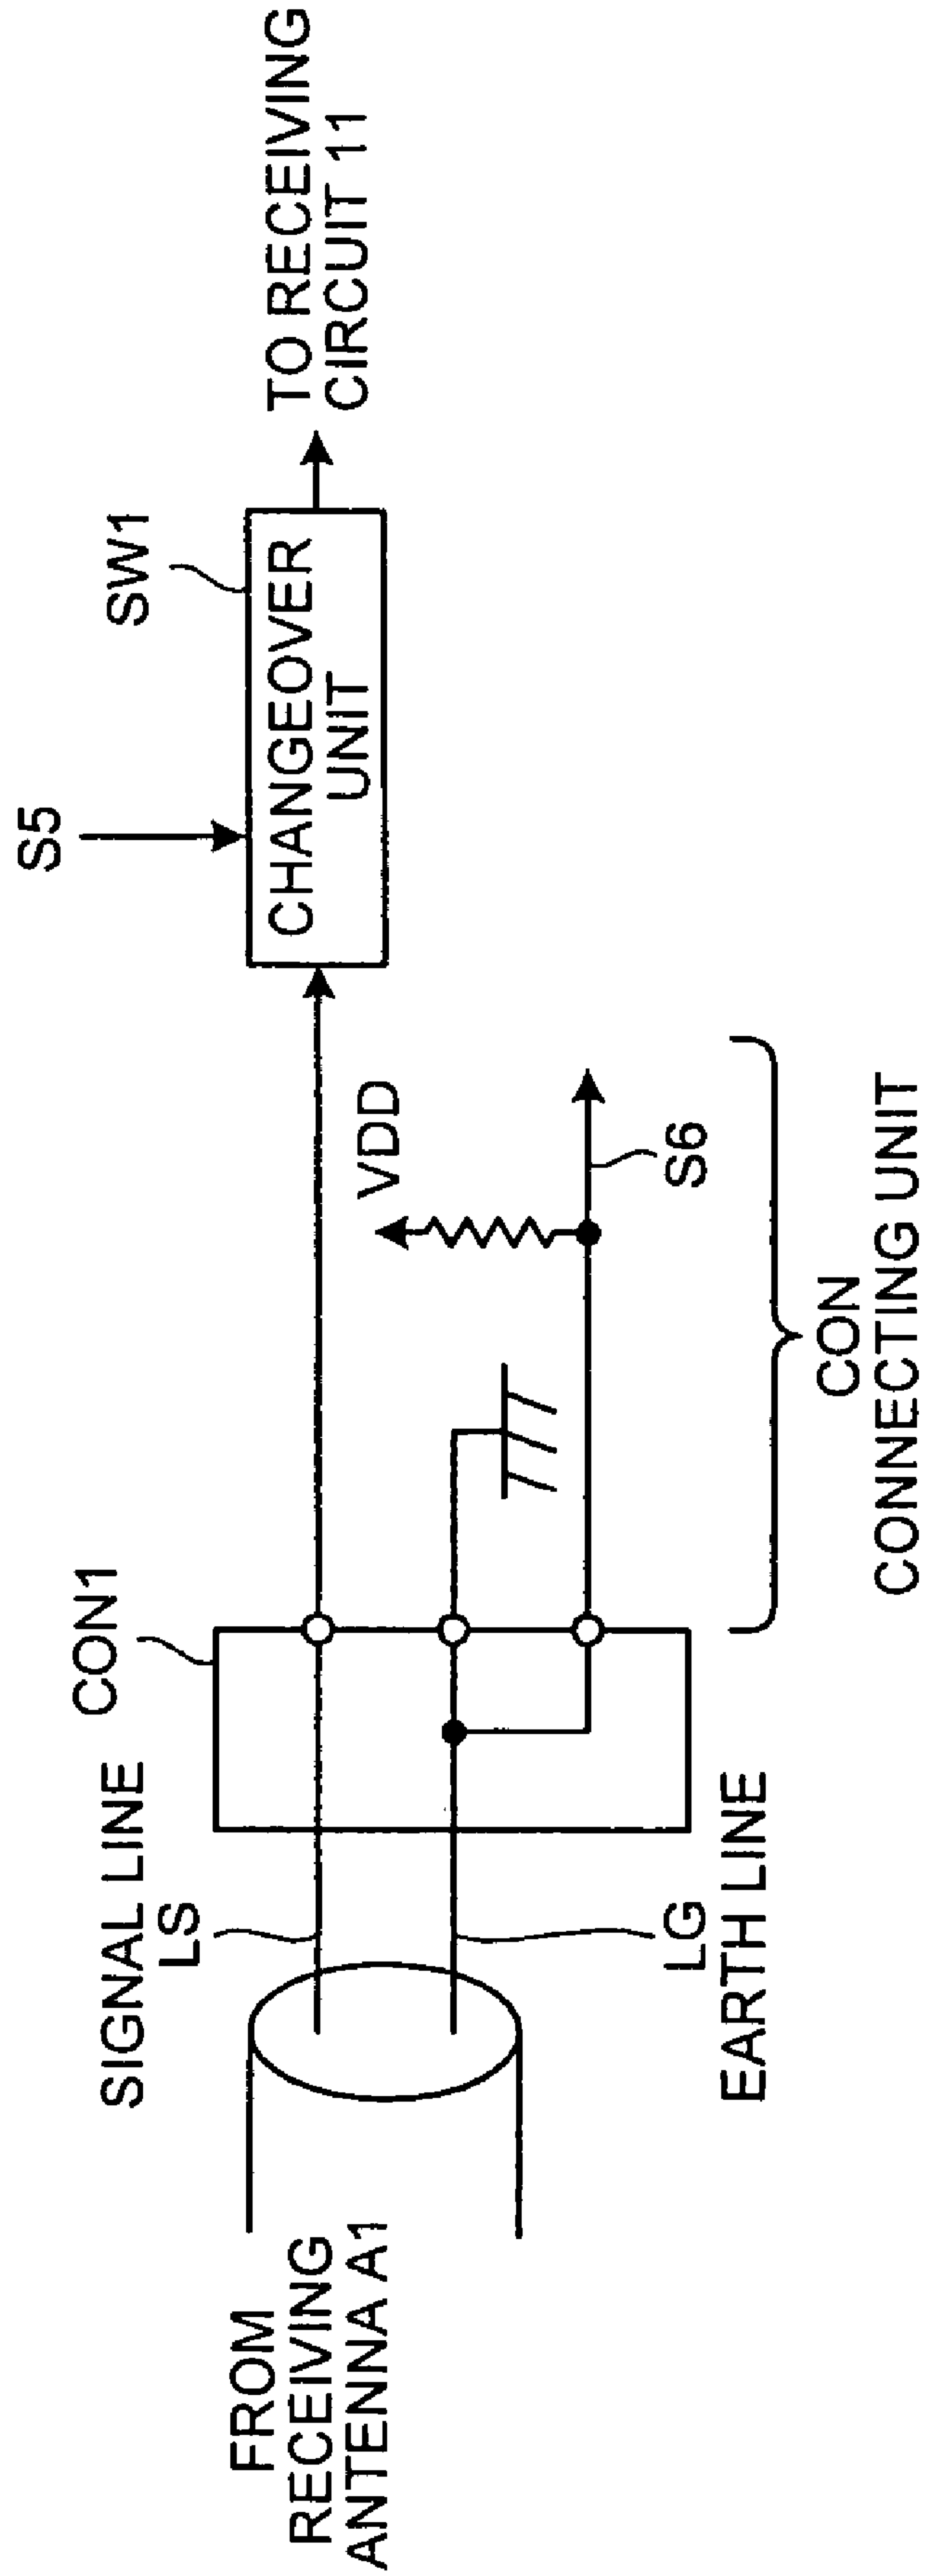 FROM
RECEIVING
ANTENNA A1
SIGNAL LINE
LS
LG
EARTH LINE
CON1
VDD
S6
CON
CONNECTING UNIT
S5
SW1
CHANGEOVER
UNIT
TO RECEIVING
CIRCUIT 11